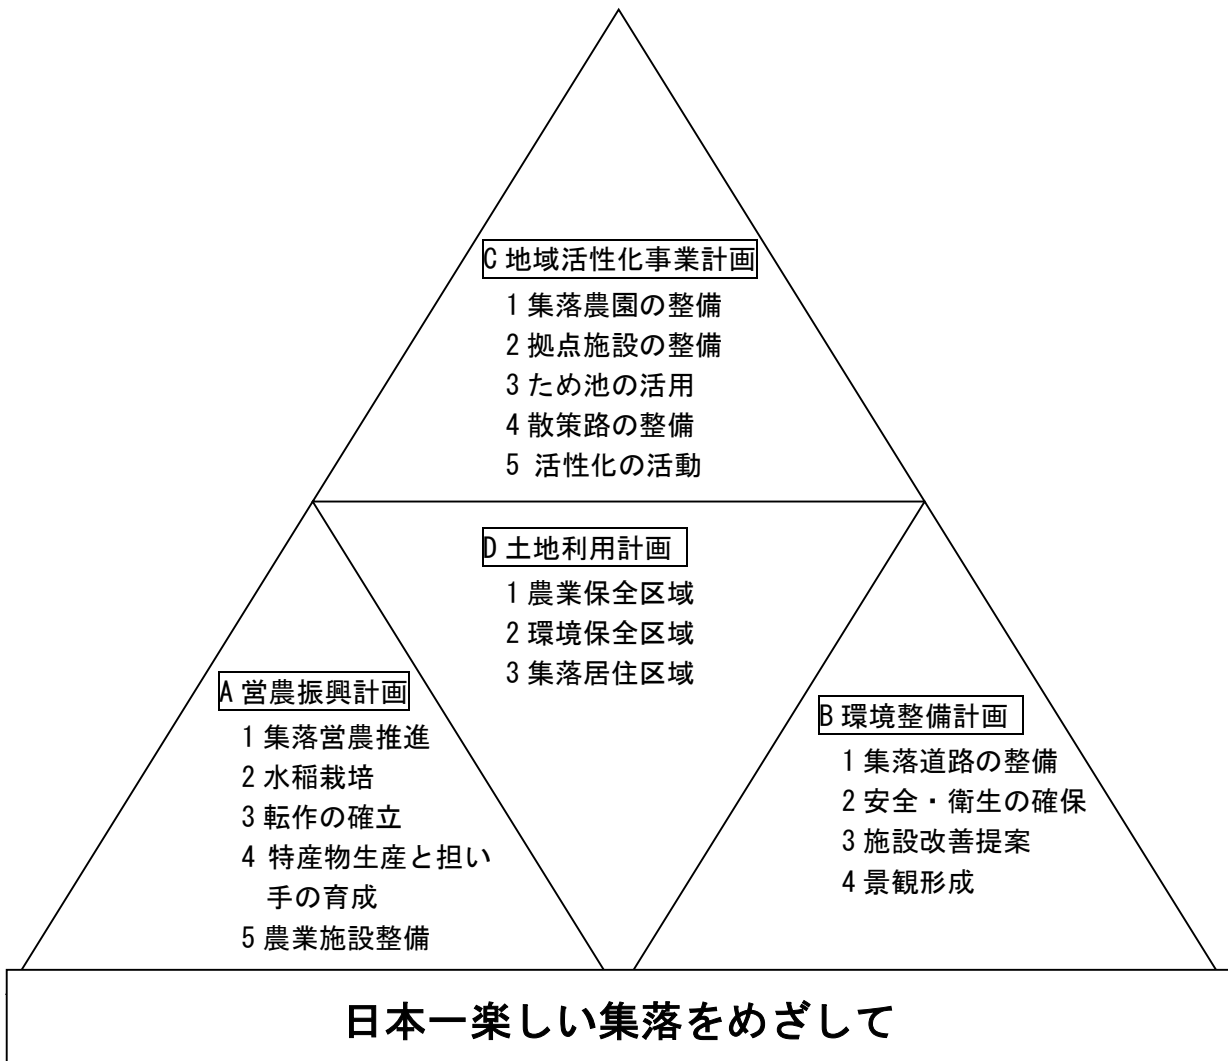 C 地域活性化事業計画
1 集落農園の整備
2 拠点施設の整備
3 ため池の活用
4 散策路の整備
5 活性化の活動
D 土地利用計画
1 農業保全区域
2 環境保全区域
3 集落居住区域
A 営農振興計画
1 集落営農推進
2 水稲栽培
3 転作の確立
4 特産物生産と担い
手の育成
5 農業施設整備
B 環境整備計画
1 集落道路の整備
2 安全・衛生の確保
3 施設改善提案
4 景観形成
日本一楽しい集落をめざして